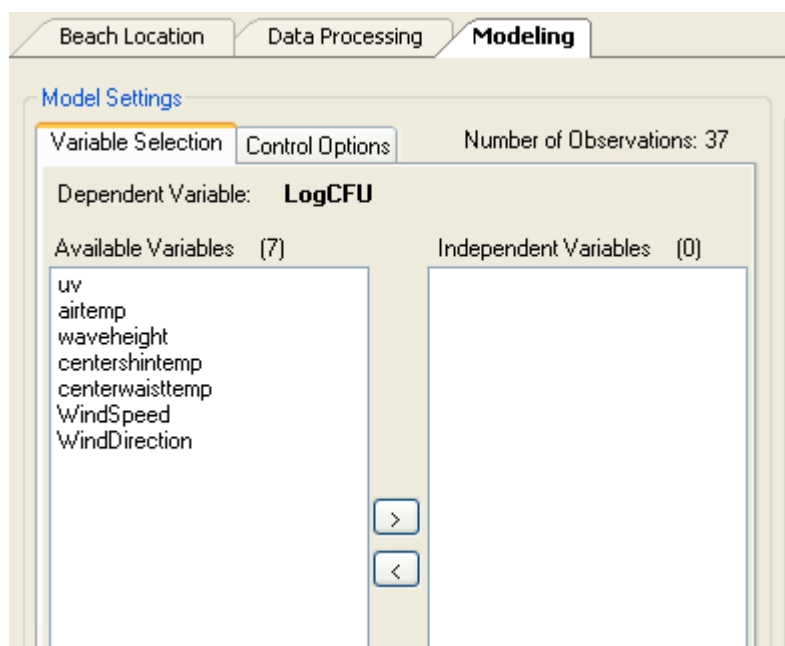 Beach Location Data Processing Modeling
Model Settings
Variable Selection Control Options Number of Observations: 37
Dependent Variable: LogCFU
Available Variables (7) Independent Variables (0)
uv
airtemp
waveheight
centershintemp
centerwaisttemp
WindSpeed
WindDirection
>
<